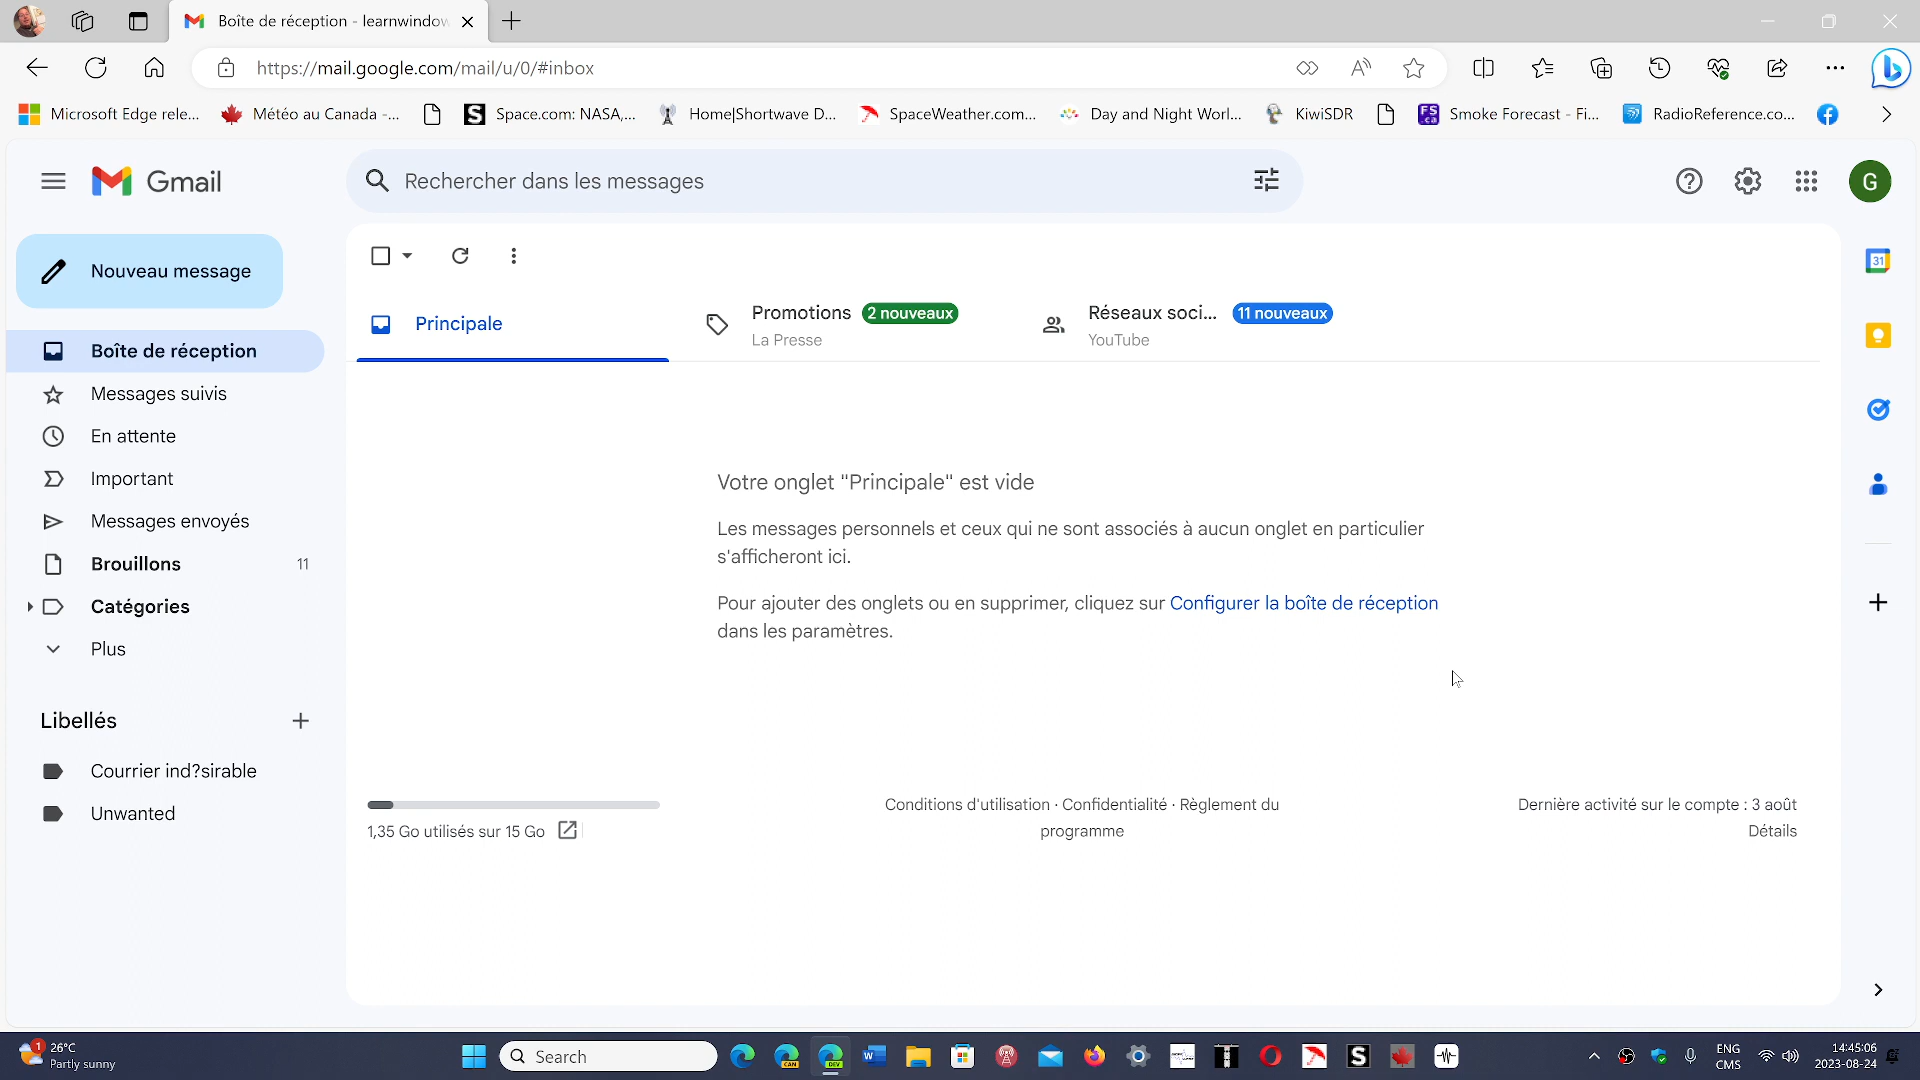 Boîte de réception - learnwindow
https://mail.google.com/mail/u/0/#inbox
Microsoft Edge rele...
Météo au Canada -...
Space.com: NASA,...
Home|Shortwave D...
SpaceWeather.com...
Day and Night Worl...
KiwiSDR
Smoke Forecast - Fi...
RadioReference.co...
Gmail
Rechercher dans les messages
G
Nouveau message
Boîte de réception
Messages suivis
En attente
Important
Messages envoyés
Brouillons 11
Catégories
Plus
Libellés
Courrier ind?sirable
Unwanted
Principale
Promotions 2 nouveaux
La Presse
Réseaux soci... 11 nouveaux
YouTube
31
Votre onglet "Principale" est vide
Les messages personnels et ceux qui ne sont associés à aucun onglet en particulier
s'afficheront ici.
Pour ajouter des onglets ou en supprimer, cliquez sur Configurer la boîte de réception
dans les paramètres.
1,35 Go utilisés sur 15 Go
Conditions d'utilisation · Confidentialité · Règlement du
programme
Dernière activité sur le compte : 3 août
Détails
1
26°C
Partly sunny
Search
CAN
DEV
ENG
CMS
14:45:06
2023-08-24